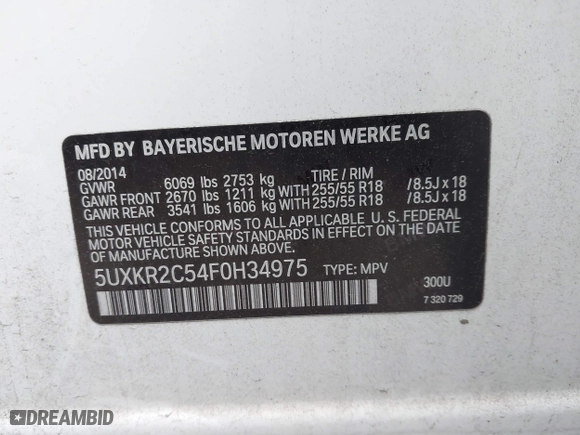 MFD BY BAYERISCHE MOTOREN WERKE AG
08/2014
GVWR 6069 lbs 2753 kg TIRE / RIM
GAWR FRONT 2670 lbs 1211 kg WITH 255/55 R18 /8.5J x 18
GAWR REAR 3541 lbs 1606 kg WITH 255/55 R18 /8.5J x 18
THIS VEHICLE CONFORMS TO ALL APPLICABLE U. S. FEDERAL
MOTOR VEHICLE SAFETY STANDARDS IN EFFECT ON THE DATE
OF MANUFACTURE SHOWN ABOVE.
5UXKR2C54F0H34975 TYPE: MPV 300U
7 320 729
DREAMBID